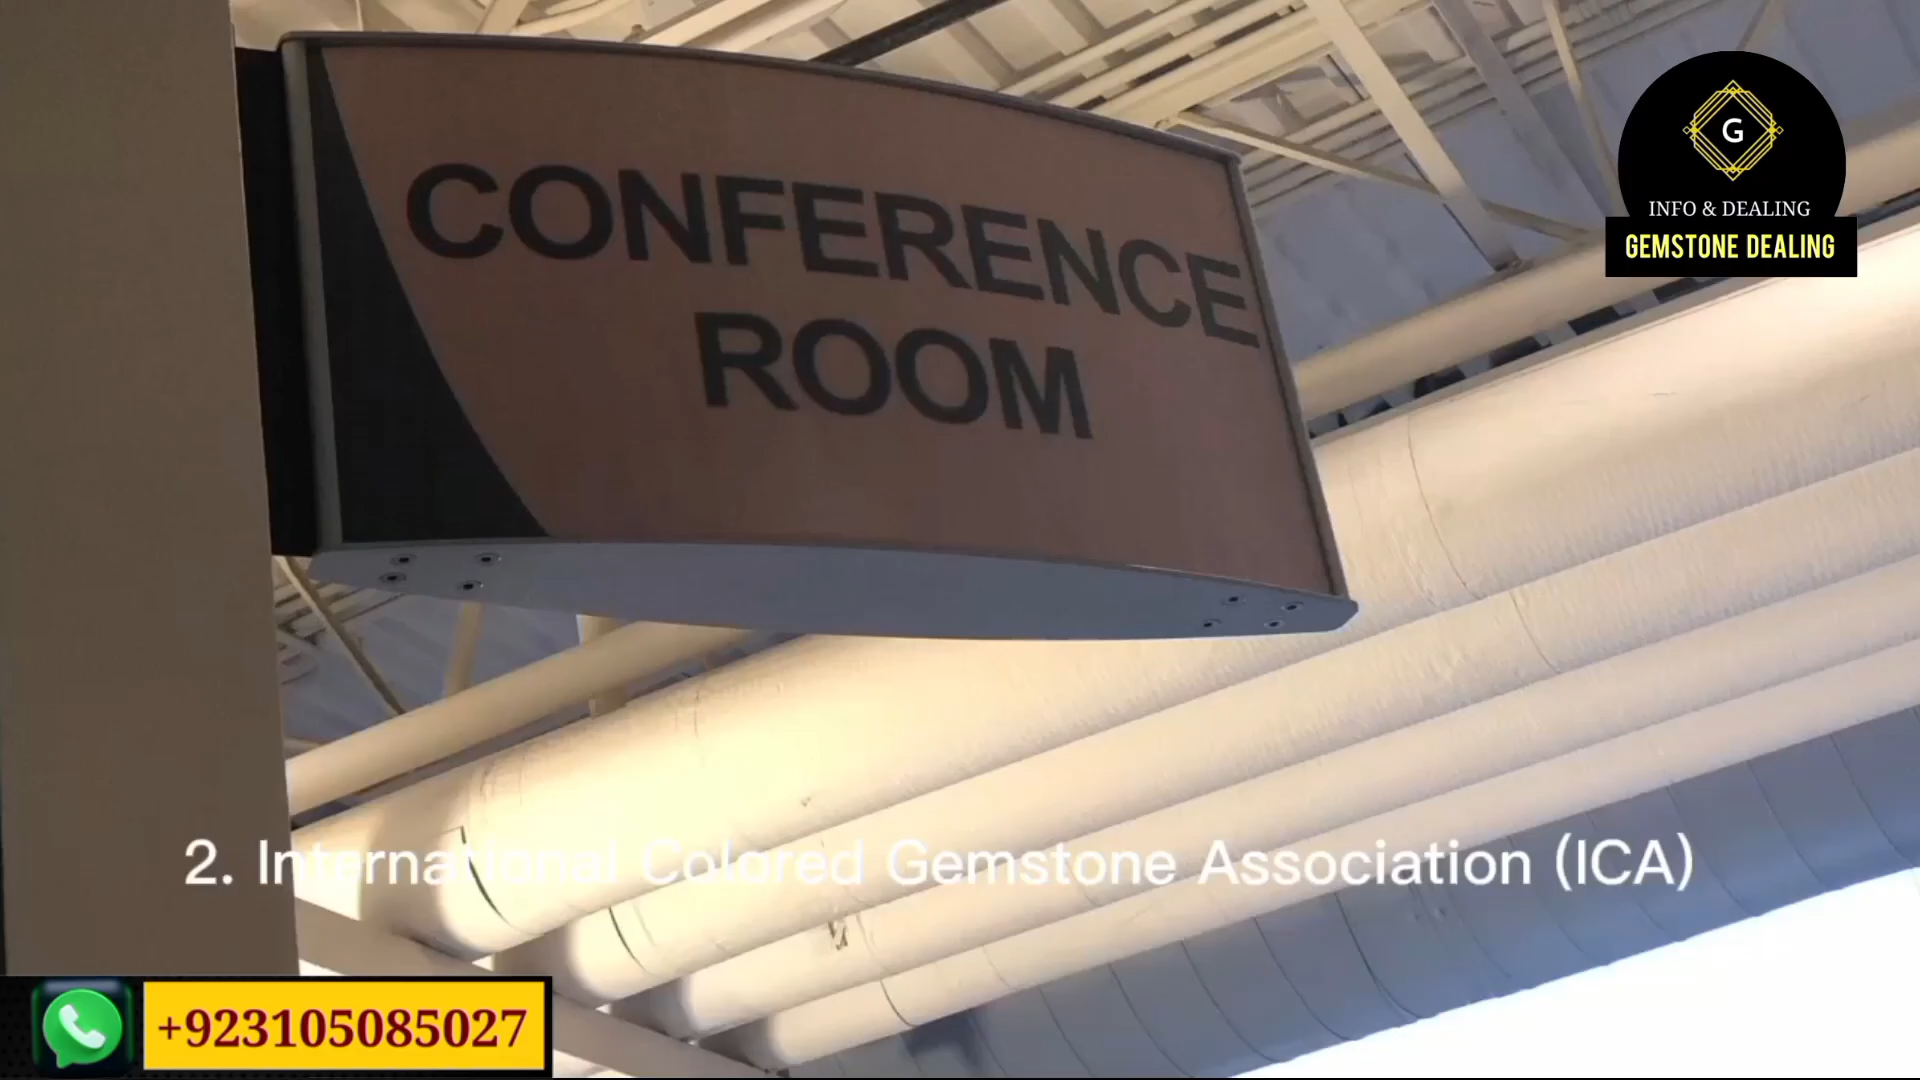 CONFERENCE
ROOM
G
INFO & DEALING
GEMSTONE DEALING
2. International Colored Gemstone Association (ICA)
+923105085027